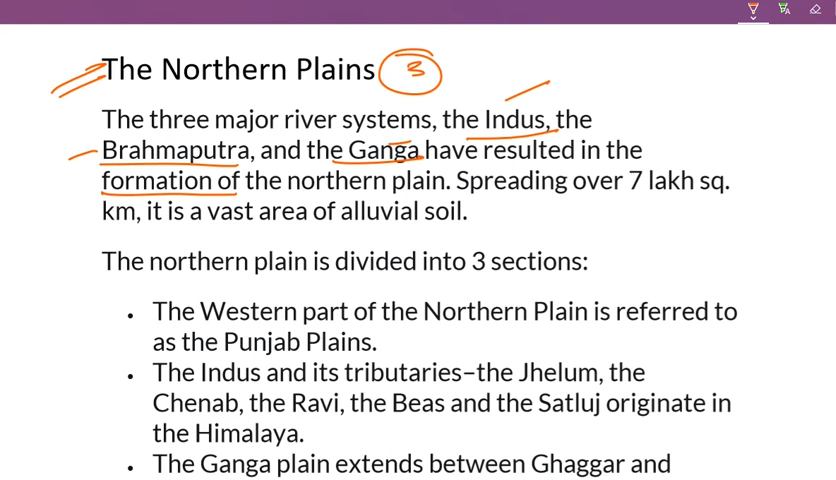 The Northern Plains 3
The three major river systems, the Indus, the
Brahmaputra, and the Ganga have resulted in the
formation of the northern plain. Spreading over 7 lakh sq.
km, it is a vast area of alluvial soil.
The northern plain is divided into 3 sections:
• The Western part of the Northern Plain is referred to
as the Punjab Plains.
• The Indus and its tributaries–the Jhelum, the
Chenab, the Ravi, the Beas and the Satluj originate in
the Himalaya.
• The Ganga plain extends between Ghaggar and